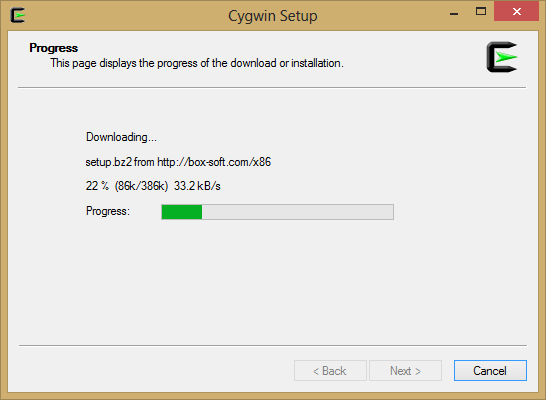 Cygwin Setup
Progress
This page displays the progress of the download or installation.
Downloading...
setup.bz2 from http://box-soft.com/x86
22 % (86k/386k) 33.2 kB/s
Progress:
< Back
Next >
Cancel